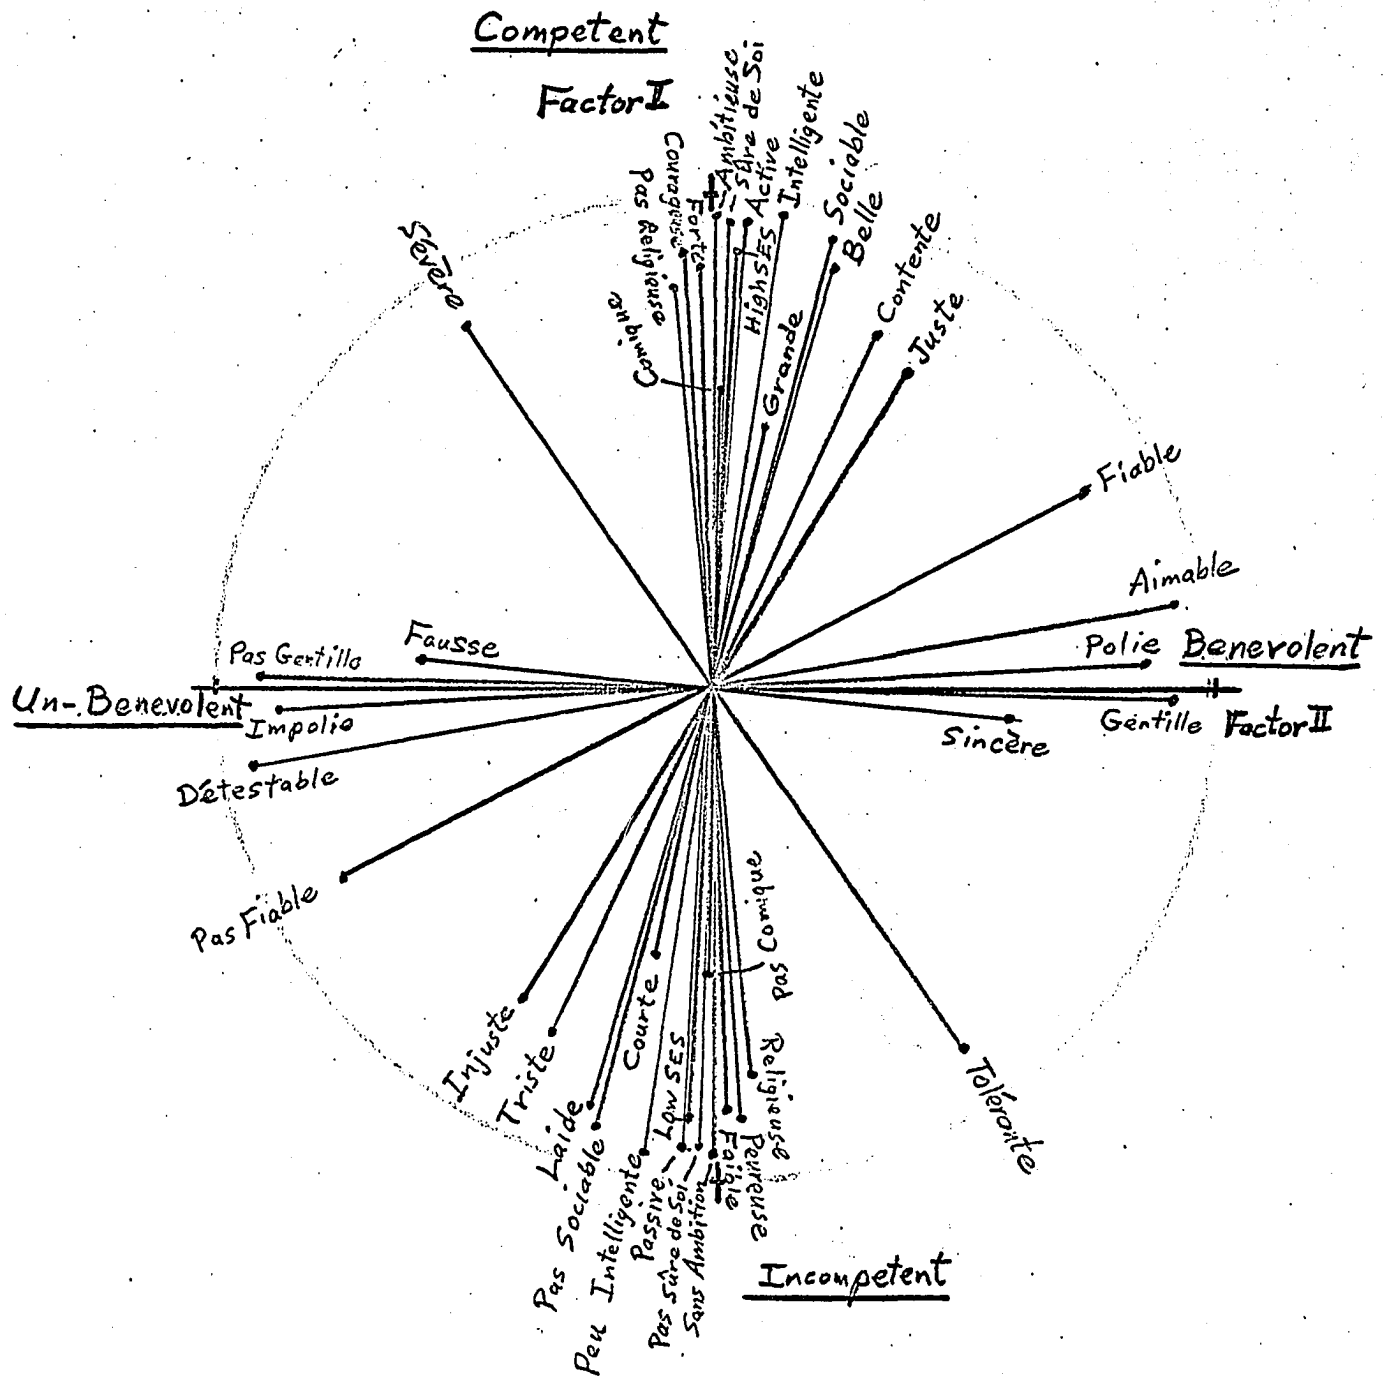 Competent
Factor I
Ambitieuse
Sûre de Soi
Active
High SES
Intelligente
Sociable
Belle
Contente
Juste
Grande
Courageuse
Forte
Pas Religieuse
Comique
Sévère
Fiable
Aimable
Polie
Benevolent
Gentille
Factor II
Sincère
Fausse
Pas Gentille
Un-Benevolent
Impolie
Détestable
Pas Fiable
Injuste
Triste
Laide
Pas Sociable
Courte
Peu Intelligente
Low SES
Passive
Pas Sûre de Soi
Sans Ambition
Faible
Peureuse
Religieuse
Pas Comique
Tolérante
Incompetent